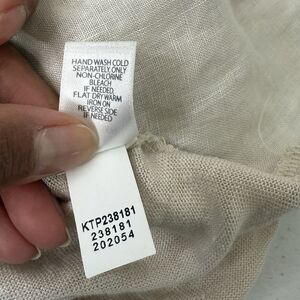 HAND WASH COLD
SEPARATELY. ONLY
NON-CHLORINE
BLEACH
IF NEEDED.
FLAT DRY WARM
IRON ON
REVERSE SIDE
IF NEEDED
KTP238181
238181
202054